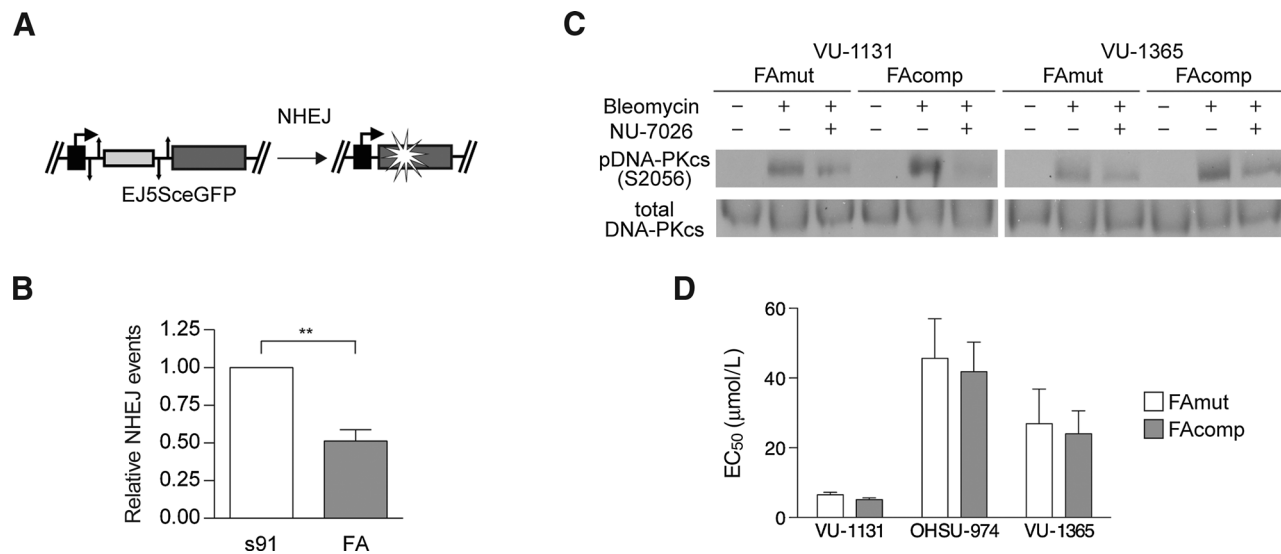 A
NHEJ
EJ5SceGFP
B
Relative NHEJ events
1.25
1.00
0.75
0.50
0.25
0.00
**
s91
FA
C
VU-1131
VU-1365
FAmut
FAcomp
FAmut
FAcomp
Bleomycin
– + + – + + – + + – + +
NU-7026
– – + – – + – – + – – +
pDNA-PKcs
(S2056)
total
DNA-PKcs
D
EC50 (μmol/L)
60
40
20
0
VU-1131
OHSU-974
VU-1365
FAmut
FAcomp